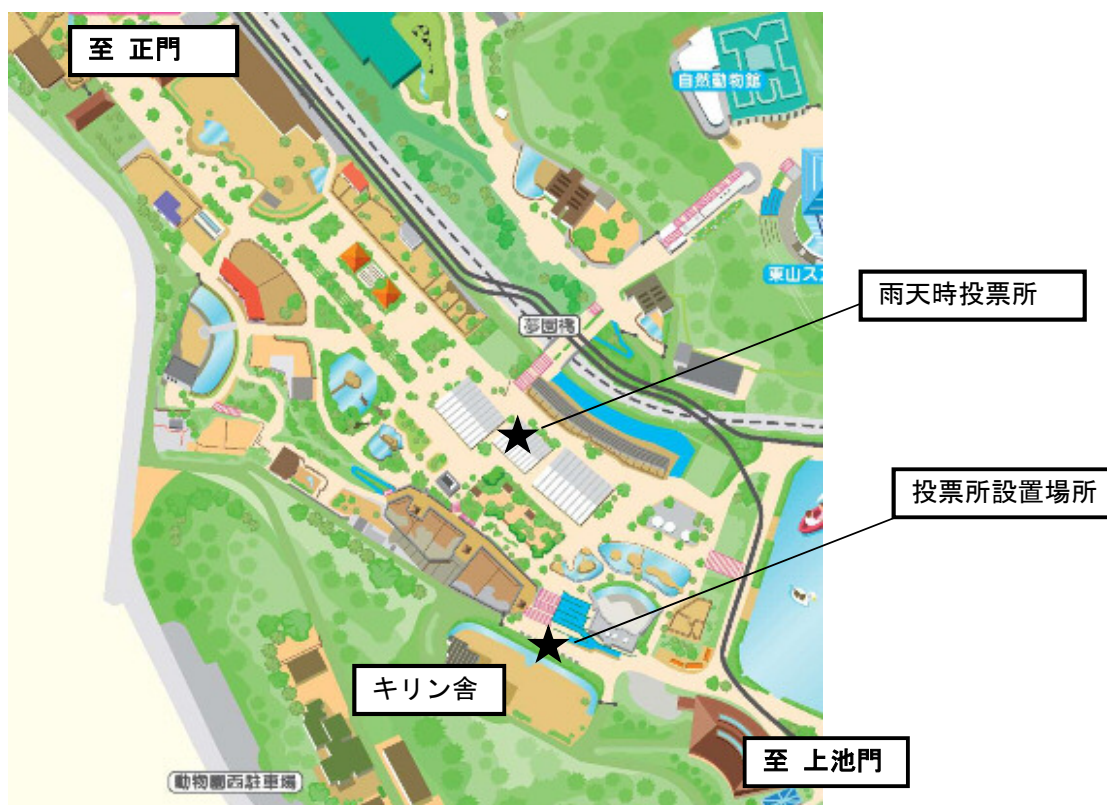 至 正門
自然動物館
東山ス
雨天時投票所
夢園橋
投票所設置場所
キリン舎
至 上池門
動物園西駐車場